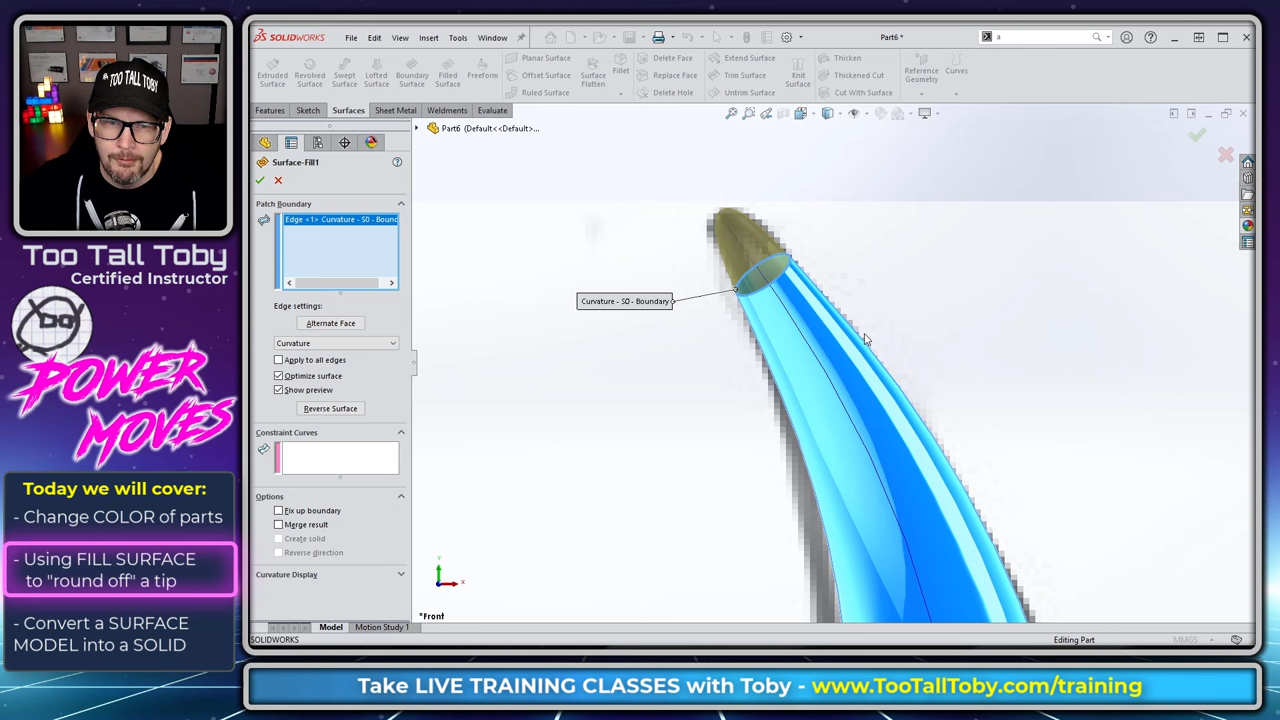 TOO TALL TOBY
Too Tall Toby
Certified Instructor
POWER
MOVES
Today we will cover:
- Change COLOR of parts
- Using FILL SURFACE
to "round off" a tip
- Convert a SURFACE
MODEL into a SOLID
SOLIDWORKS
File
Edit
View
Insert
Tools
Window
Part6 *
a
Extruded
Surface
Revolved
Surface
Swept
Surface
Lofted
Surface
Boundary
Surface
Filled
Surface
Freeform
Planar Surface
Offset Surface
Ruled Surface
Surface
Flatten
Fillet
Delete Face
Replace Face
Delete Hole
Extend Surface
Trim Surface
Untrim Surface
Knit
Surface
Thicken
Thickened Cut
Cut With Surface
Reference
Geometry
Curves
Features
Sketch
Surfaces
Sheet Metal
Weldments
Evaluate
Part6 (Default<<Default>...
Surface-Fill1
Patch Boundary
Edge <1> Curvature - S0 - Bound
Edge settings:
Alternate Face
Curvature
Apply to all edges
Optimize surface
Show preview
Reverse Surface
Constraint Curves
Options
Fix up boundary
Merge result
Create solid
Reverse direction
Curvature Display
Curvature - S0 - Boundary
Y
X
*Front
Model
Motion Study 1
SOLIDWORKS
Editing Part
MMGS
Take LIVE TRAINING CLASSES with Toby - www.TooTallToby.com/training